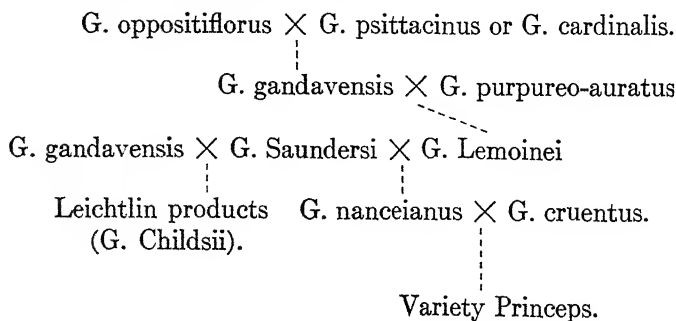 G. oppositiflorus × G. psittacinus or G. cardinalis.
G. gandavensis × G. purpureo-auratus
G. gandavensis × G. Saundersi × G. Lemoinei
Leichtlin products G. nanceianus × G. cruentus.
(G. Childsii).
Variety Princeps.